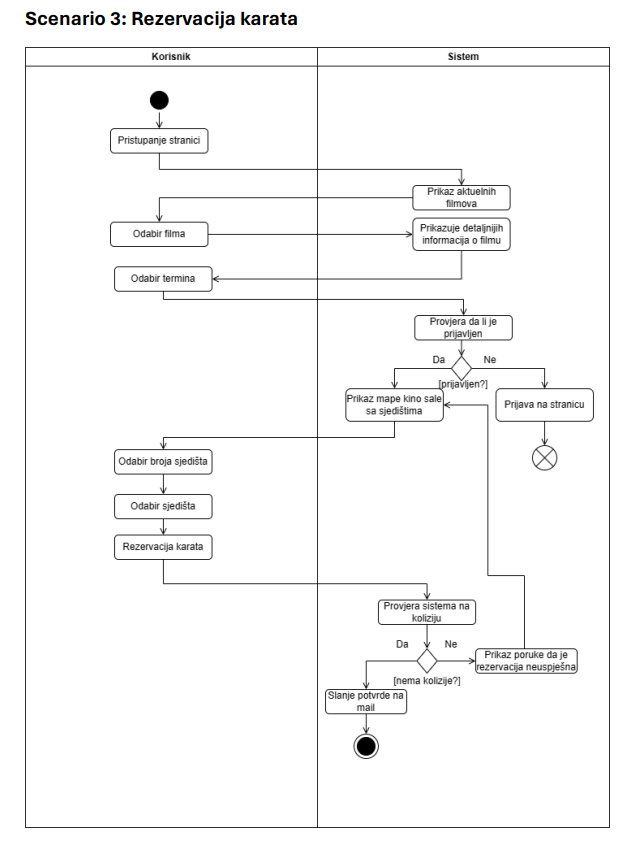 Scenario 3: Rezervacija karata
Korisnik
Sistem
Pristupanje stranici
Prikaz aktuelnih
filmova
Odabir filma
Prikazuje detaljnijih
informacija o filmu
Odabir termina
Provjera da li je
prijavljen
Da
Ne
[prijavljen?]
Prikaz mape kino sale
sa sjedištima
Prijava na stranicu
Odabir broja sjedišta
Odabir sjedišta
Rezervacija karata
Provjera sistema na
koliziju
Da
Ne
Prikaz poruke da je
rezervacija neuspješna
[nema kolizije?]
Slanje potvrde na
mail